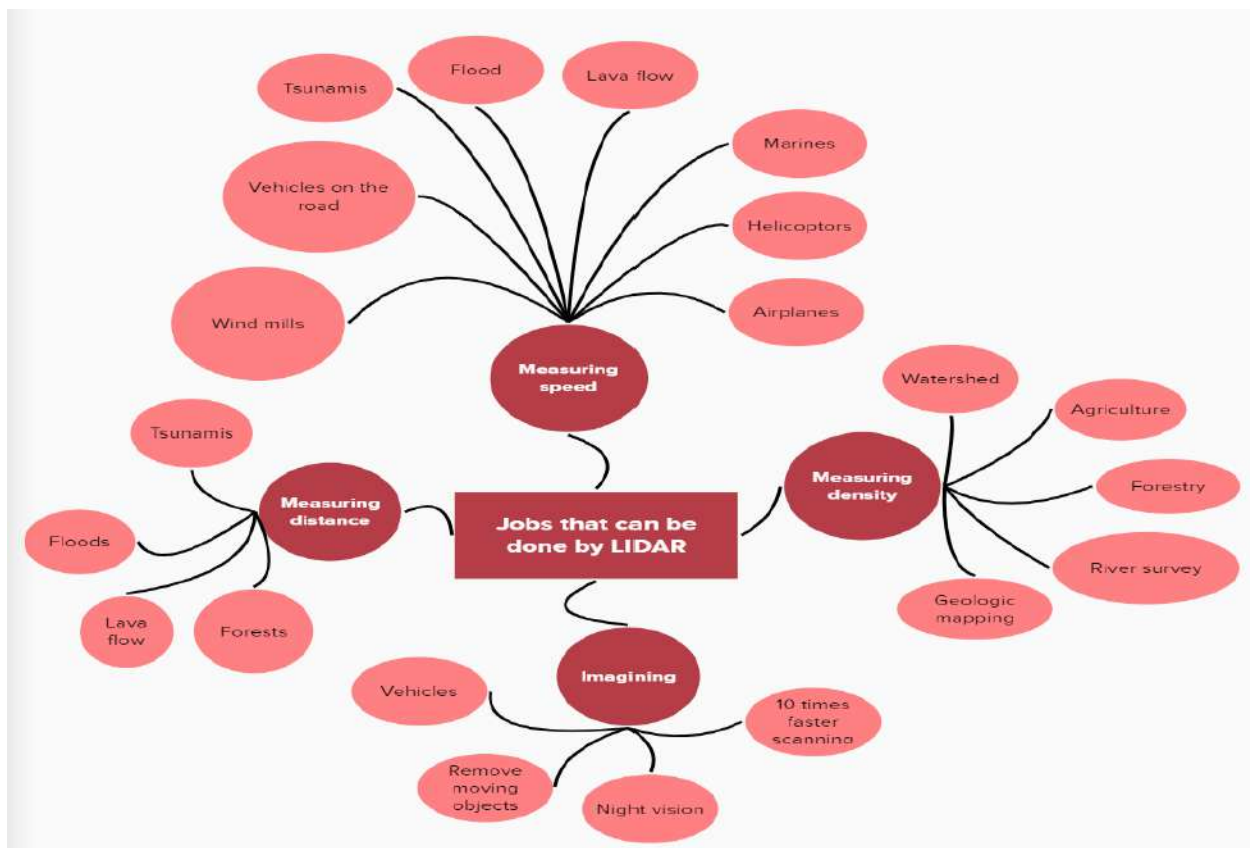 Tsunamis
Flood
Lava flow
Marines
Vehicles on the
road
Helicoptors
Wind mills
Airplanes
Measuring
speed
Watershed
Agriculture
Measuring
density
Forestry
River survey
Geologic
mapping
Tsunamis
Measuring
distance
Floods
Lava
flow
Forests
Jobs that can be
done by LIDAR
Imagining
Vehicles
10 times
faster
scanning
Remove
moving
objects
Night vision